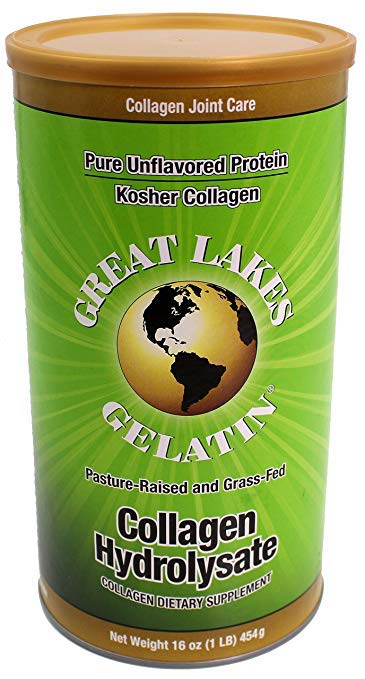 Collagen Joint Care
Pure Unflavored Protein
Kosher Collagen
GREAT LAKES
GELATIN®
Pasture-Raised and Grass-Fed
Collagen
Hydrolysate
COLLAGEN DIETARY SUPPLEMENT
Net Weight 16 oz (1 LB) 454g